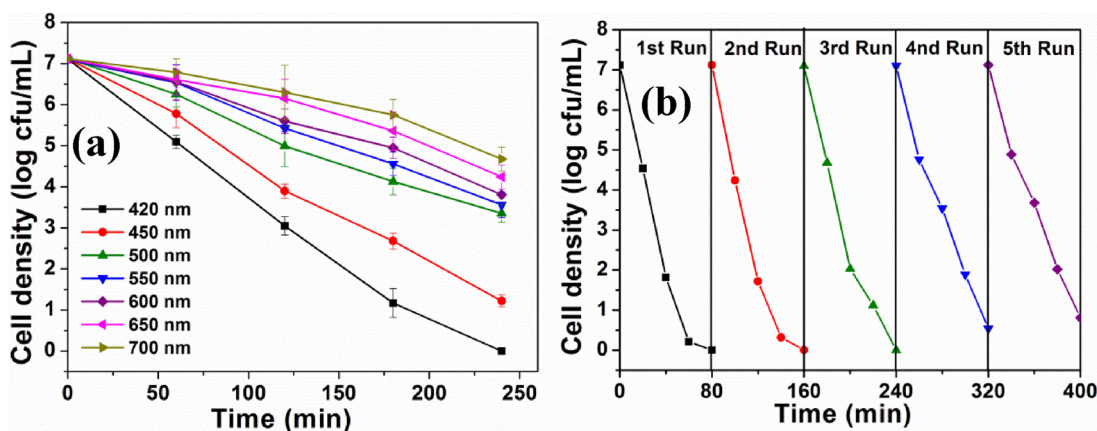 8
7
6
5
4
3
2
1
0
Cell density (log cfu/mL)
(a)
420 nm
450 nm
500 nm
550 nm
600 nm
650 nm
700 nm
0 50 100 150 200 250
Time (min)
8
7
6
5
4
3
2
1
0
Cell density (log cfu/mL)
1st Run 2nd Run 3rd Run 4nd Run 5th Run
(b)
0 80 160 240 320 400
Time (min)